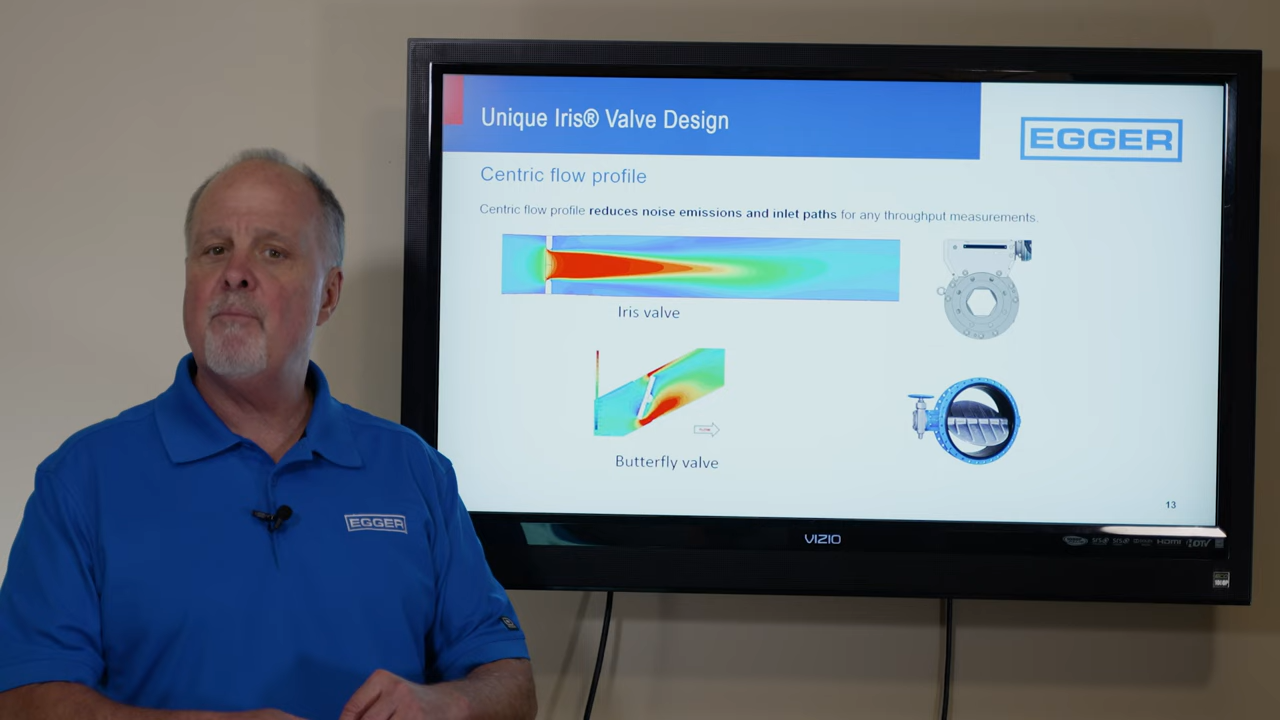 Unique Iris® Valve Design
EGGER
Centric flow profile
Centric flow profile reduces noise emissions and inlet paths for any throughput measurements.
Iris valve
Butterfly valve
13
EGGER
VIZIO
HDMI